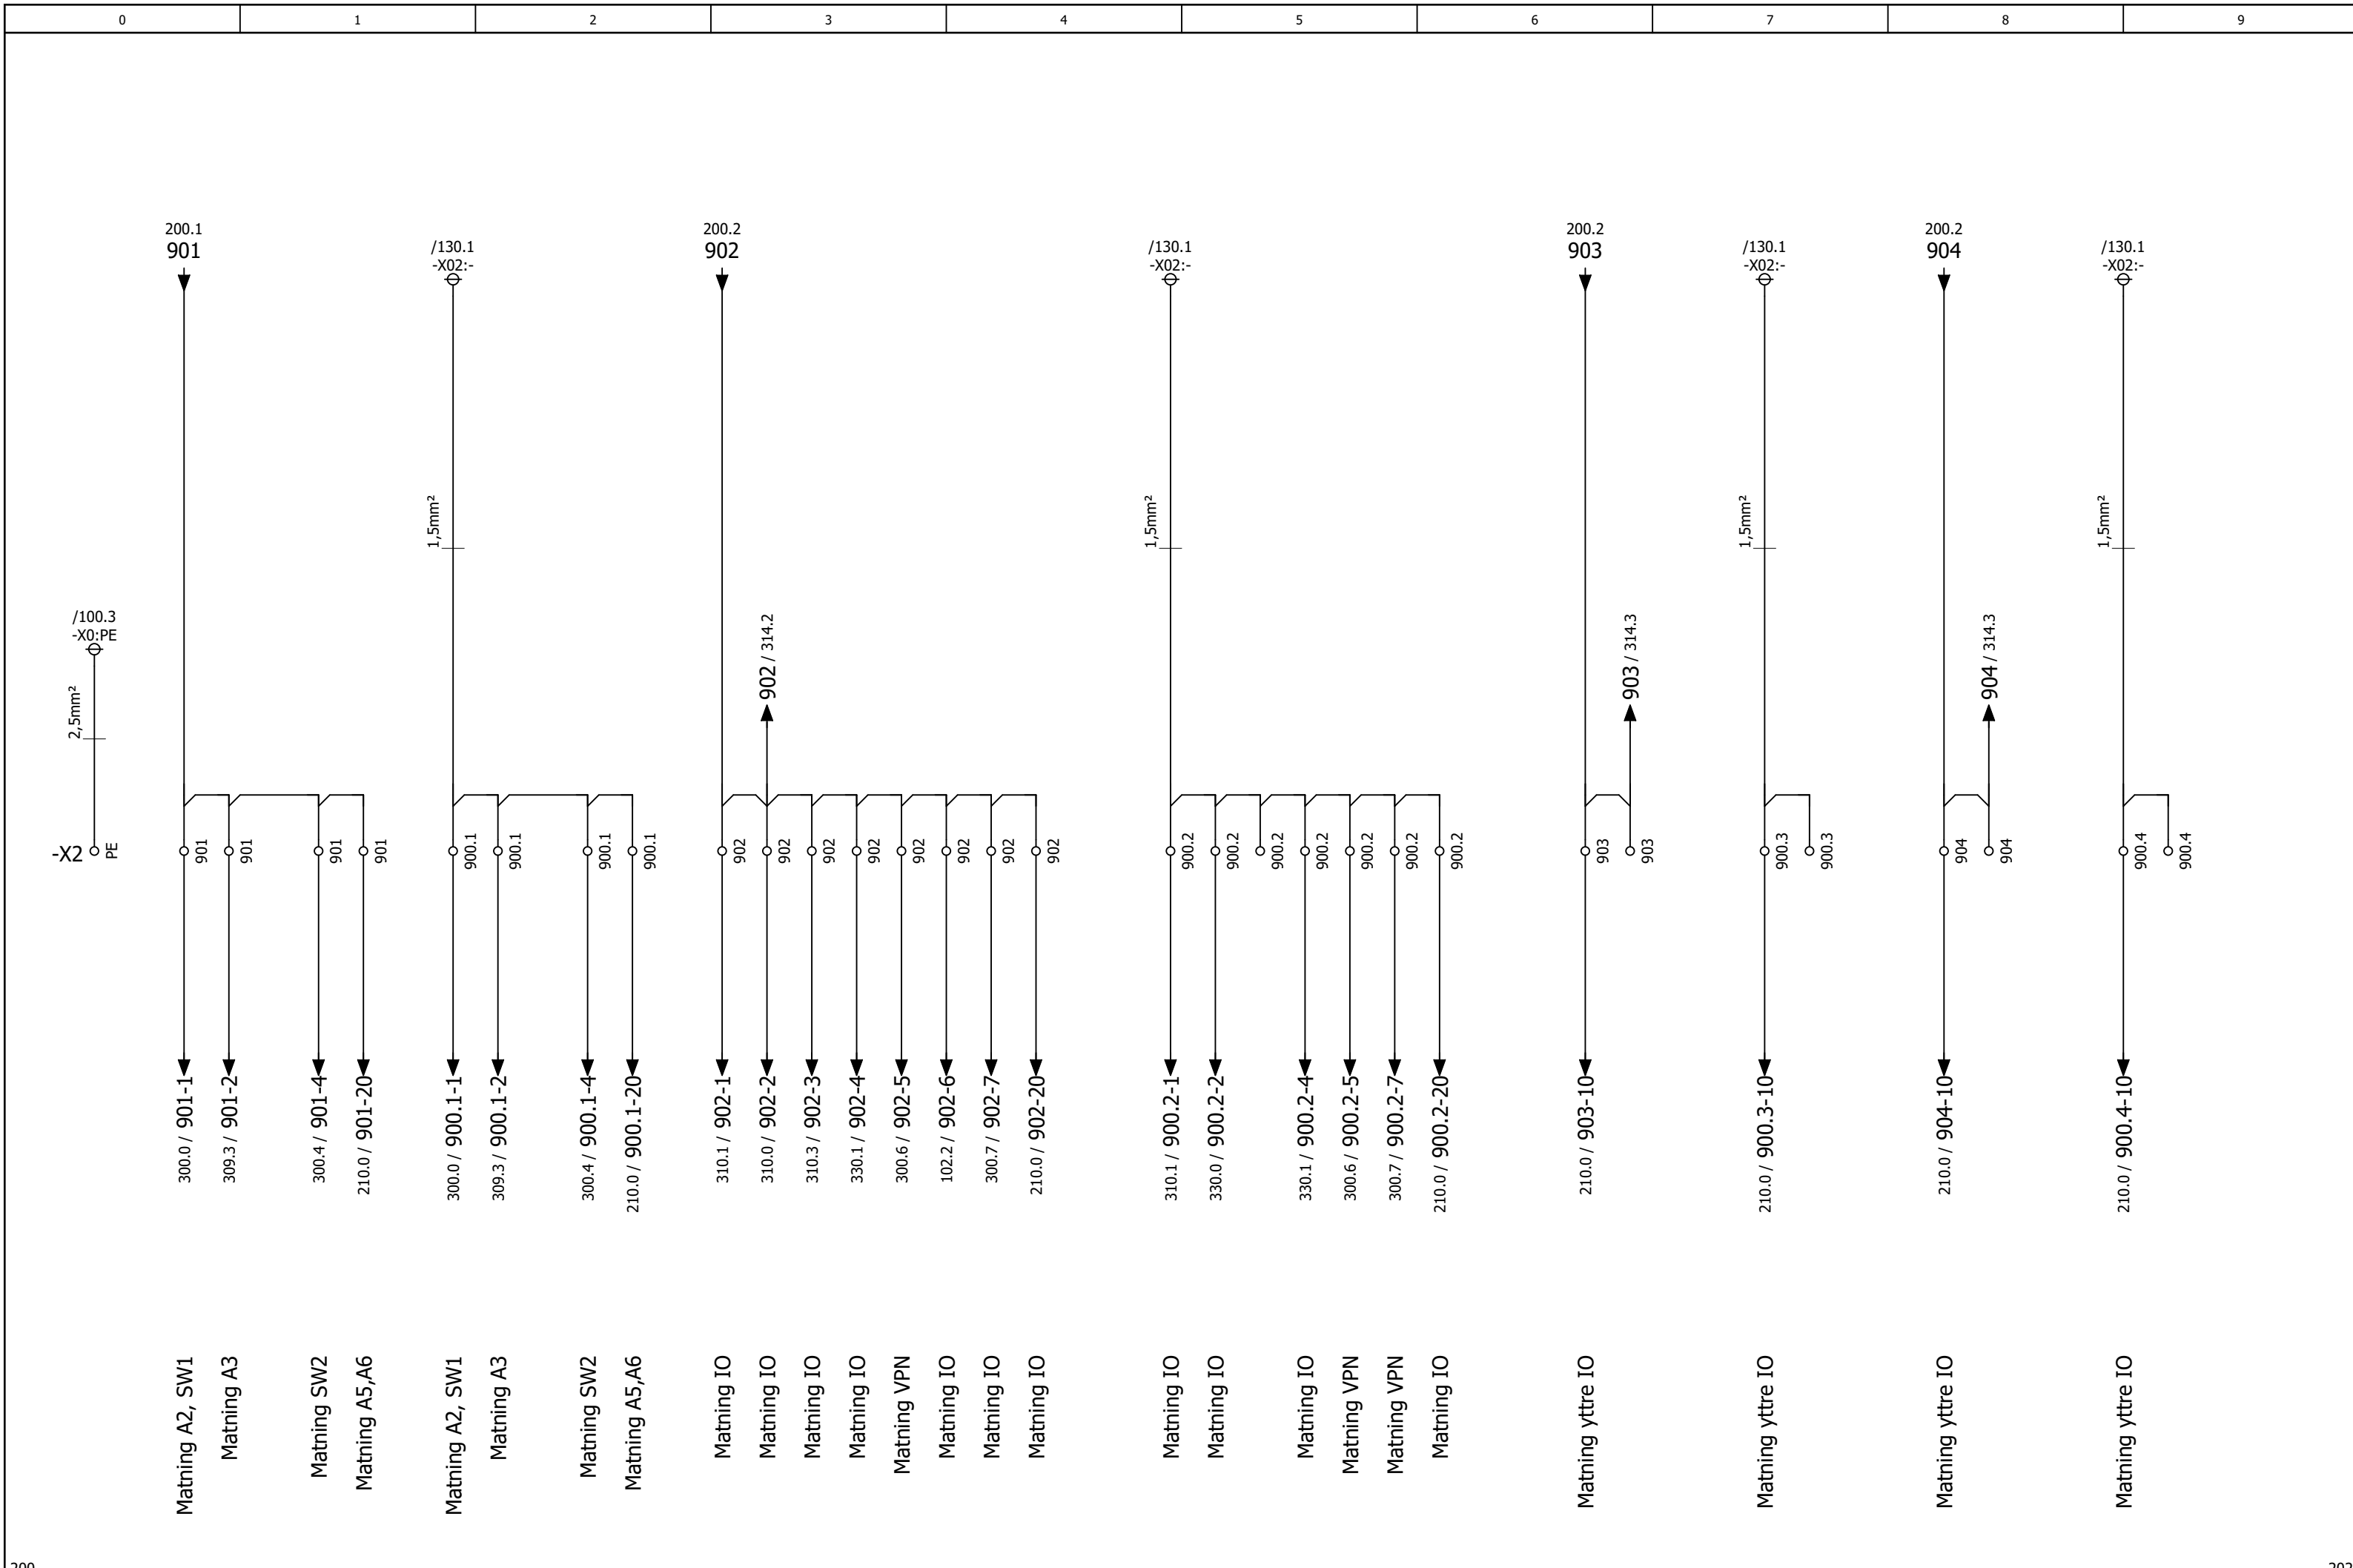 0 1 2 3 4 5 6 7 8 9
200.1
901
/130.1
-X02:-
200.2
902
/130.1
-X02:-
200.2
903
/130.1
-X02:-
200.2
904
/130.1
-X02:-
1,5mm²
1,5mm²
1,5mm²
1,5mm²
/100.3
-X0:PE
2,5mm²
902 / 314.2
903 / 314.3
904 / 314.3
-X2
PE
901
901
901
901
900.1
900.1
900.1
900.1
902
902
902
902
902
902
902
902
900.2
900.2
900.2
900.2
900.2
900.2
900.2
903
903
900.3
900.3
904
904
900.4
900.4
300.0 / 901-1
309.3 / 901-2
300.4 / 901-4
210.0 / 901-20
300.0 / 900.1-1
309.3 / 900.1-2
300.4 / 900.1-4
210.0 / 900.1-20
310.1 / 902-1
310.0 / 902-2
310.3 / 902-3
330.1 / 902-4
300.6 / 902-5
102.2 / 902-6
300.7 / 902-7
210.0 / 902-20
310.1 / 900.2-1
330.0 / 900.2-2
330.1 / 900.2-4
300.6 / 900.2-5
300.7 / 900.2-7
210.0 / 900.2-20
210.0 / 903-10
210.0 / 900.3-10
210.0 / 904-10
210.0 / 900.4-10
Matning A2, SW1
Matning A3
Matning SW2
Matning A5,A6
Matning A2, SW1
Matning A3
Matning SW2
Matning A5,A6
Matning IO
Matning IO
Matning IO
Matning IO
Matning VPN
Matning IO
Matning IO
Matning IO
Matning IO
Matning IO
Matning IO
Matning VPN
Matning VPN
Matning IO
Matning yttre IO
Matning yttre IO
Matning yttre IO
Matning yttre IO